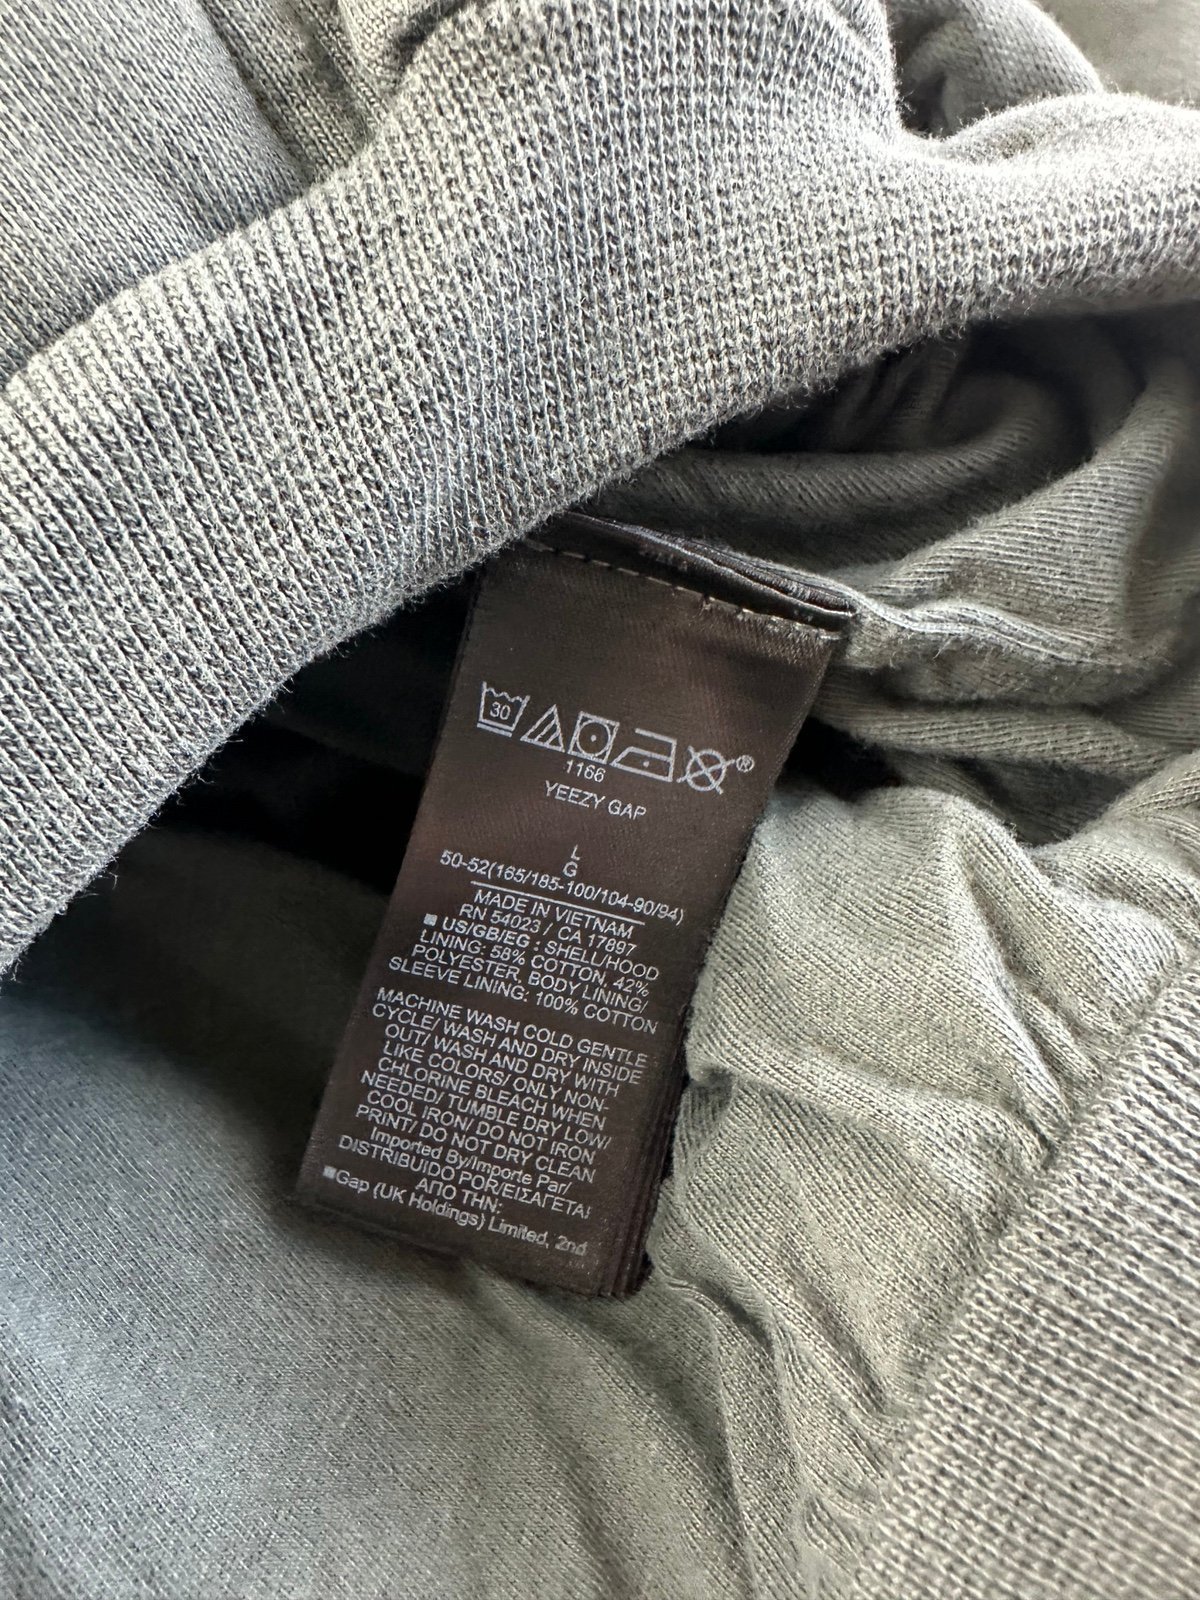 30
®
1166
YEEZY GAP
L
G
50-52(165/185-100/104-90/94)
MADE IN VIETNAM
RN 54023 / CA 17897
■ US/GB/EG : SHELL/HOOD
LINING: 58% COTTON, 42%
POLYESTER, BODY LINING/
SLEEVE LINING: 100% COTTON
MACHINE WASH COLD GENTLE
CYCLE/ WASH AND DRY INSIDE
OUT/ WASH AND DRY WITH
LIKE COLORS/ ONLY NON-
CHLORINE BLEACH WHEN
NEEDED/ TUMBLE DRY LOW/
COOL IRON/ DO NOT IRON
PRINT/ DO NOT DRY CLEAN
Imported By/Importe Par/
DISTRIBUIDO POR/ΕΙΣΑΓΕΤΑΙ
ΑΠΟ ΤΗΝ:
■Gap (UK Holdings) Limited, 2nd